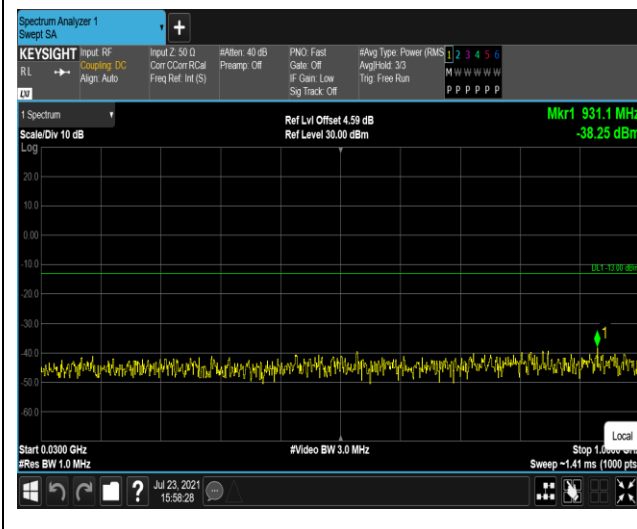 Spectrum Analyzer 1
Swept SA
+
KEYSIGHT
RL
LXI
Input: RF
Coupling: DC
Align: Auto
Input Z: 50 Ω
Corr CCorr RCal
Freq Ref: Int (S)
#Atten: 40 dB
Preamp: Off
PNO: Fast
Gate: Off
IF Gain: Low
Sig Track: Off
#Avg Type: Power (RMS
Avg|Hold: 3/3
Trig: Free Run
1 2 3 4 5 6
M W W W W W
P P P P P P
1 Spectrum
Scale/Div 10 dB
Ref Lvl Offset 4.59 dB
Ref Level 30.00 dBm
Mkr1 931.1 MHz
-38.25 dBm
Log
20.0
10.0
0.00
-10.0
DL1 -13.00 dBm
-20.0
-30.0
1
-40.0
-50.0
-60.0
Local
Start 0.0300 GHz
#Video BW 3.0 MHz
Stop
#Res BW 1.0 MHz
Sweep ~1.41 ms (1000 pts
?
Jul 23, 2021
15:58:28